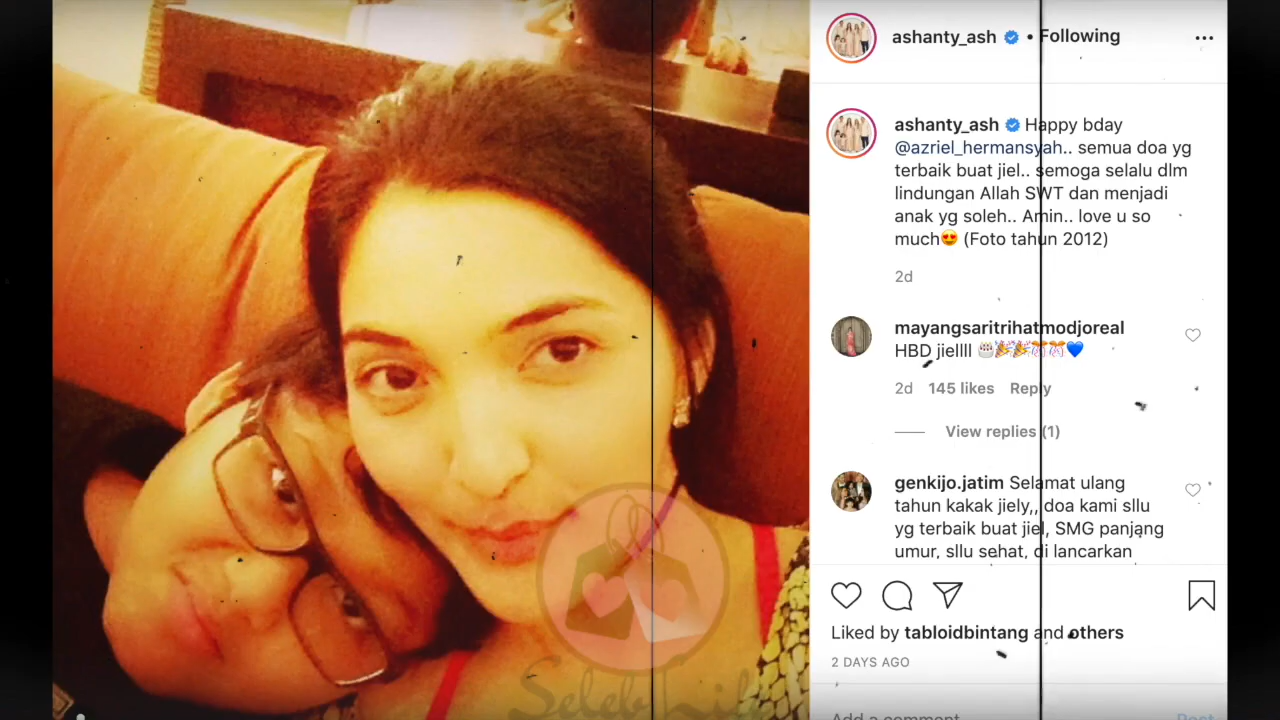 ashanty_ash • Following
ashanty_ash Happy bday
@azriel_hermansyah.. semua doa yg
terbaik buat jiel.. semoga selalu dlm
lindungan Allah SWT dan menjadi
anak yg soleh.. Amin.. love u so
much😍 (Foto tahun 2012)
2d
mayangsaritrihatmodjoreal
HBD jiellll 🎂🎉🎉🎊🎊💙
2d 145 likes Reply
View replies (1)
genkijo.jatim Selamat ulang
tahun kakak jiely,, doa kami sllu
yg terbaik buat jiel, SMG panjang
umur, sllu sehat, di lancarkan
Liked by tabloidbintang and others
2 DAYS AGO
Add a comment
Post